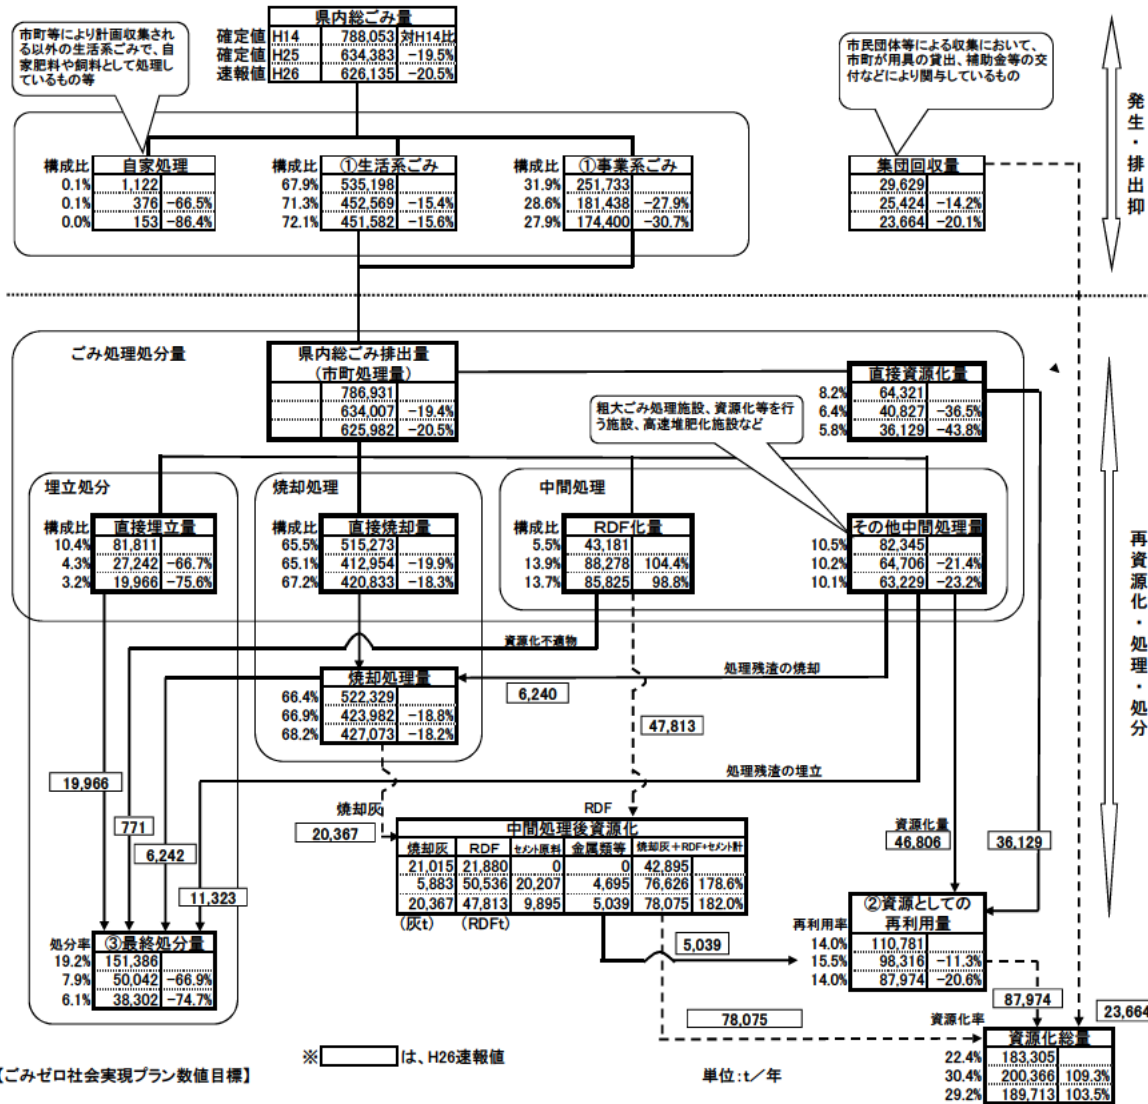 県内総ごみ量
確定値 H14 788,053 対H14比
確定値 H25 634,383 -19.5%
速報値 H26 626,135 -20.5%
市町等により計画収集され
る以外の生活系ごみで、自
家肥料や飼料として処理し
ているもの等
市民団体等による収集において、
市町が用具の貸出、補助金等の交
付などにより関与しているもの
発生・排出抑
構成比 自家処理
0.1% 1,122
0.1% 376 -66.5%
0.0% 153 -86.4%
構成比 ①生活系ごみ
67.9% 535,198
71.3% 452,569 -15.4%
72.1% 451,582 -15.6%
構成比 ①事業系ごみ
31.9% 251,733
28.6% 181,438 -27.9%
27.9% 174,400 -30.7%
集団回収量
29,629
25,424 -14.2%
23,664 -20.1%
ごみ処理処分量
県内総ごみ排出量
(市町処理量)
786,931
634,007 -19.4%
625,982 -20.5%
直接資源化量
8.2% 64,321
6.4% 40,827 -36.5%
5.8% 36,129 -43.8%
粗大ごみ処理施設、資源化等を行
う施設、高速堆肥化施設など
再資源化・処理・処分
埋立処分
構成比 直接埋立量
10.4% 81,811
4.3% 27,242 -66.7%
3.2% 19,966 -75.6%
焼却処理
構成比 直接焼却量
65.5% 515,273
65.1% 412,954 -19.9%
67.2% 420,833 -18.3%
中間処理
構成比 RDF化量
5.5% 43,181
13.9% 88,278 104.4%
13.7% 85,825 98.8%
その他中間処理量
10.5% 82,345
10.2% 64,706 -21.4%
10.1% 63,229 -23.2%
資源化不適物
処理残渣の焼却
焼却処理量
66.4% 522,329
66.9% 423,982 -18.8%
68.2% 427,073 -18.2%
6,240
47,813
処理残渣の埋立
19,966
771
6,242
11,323
焼却灰
20,367
RDF
資源化量
46,806
36,129
中間処理後資源化
焼却灰 RDF セメント原料 金属類等 焼却灰+RDF+セメント計
21,015 21,880 0 0 42,895
5,883 50,536 20,207 4,695 76,626 178.6%
20,367 47,813 9,895 5,039 78,075 182.0%
(灰t) (RDFt)
②資源としての
再利用量
再利用率
14.0% 110,781
15.5% 98,316 -11.3%
14.0% 87,974 -20.6%
5,039
処分率 ③最終処分量
19.2% 151,386
7.9% 50,042 -66.9%
6.1% 38,302 -74.7%
87,974
78,075
23,664
資源化率 資源化総量
22.4% 183,305
30.4% 200,366 109.3%
29.2% 189,713 103.5%
※ は、H26速報値
単位:t/年
【ごみゼロ社会実現プラン数値目標】